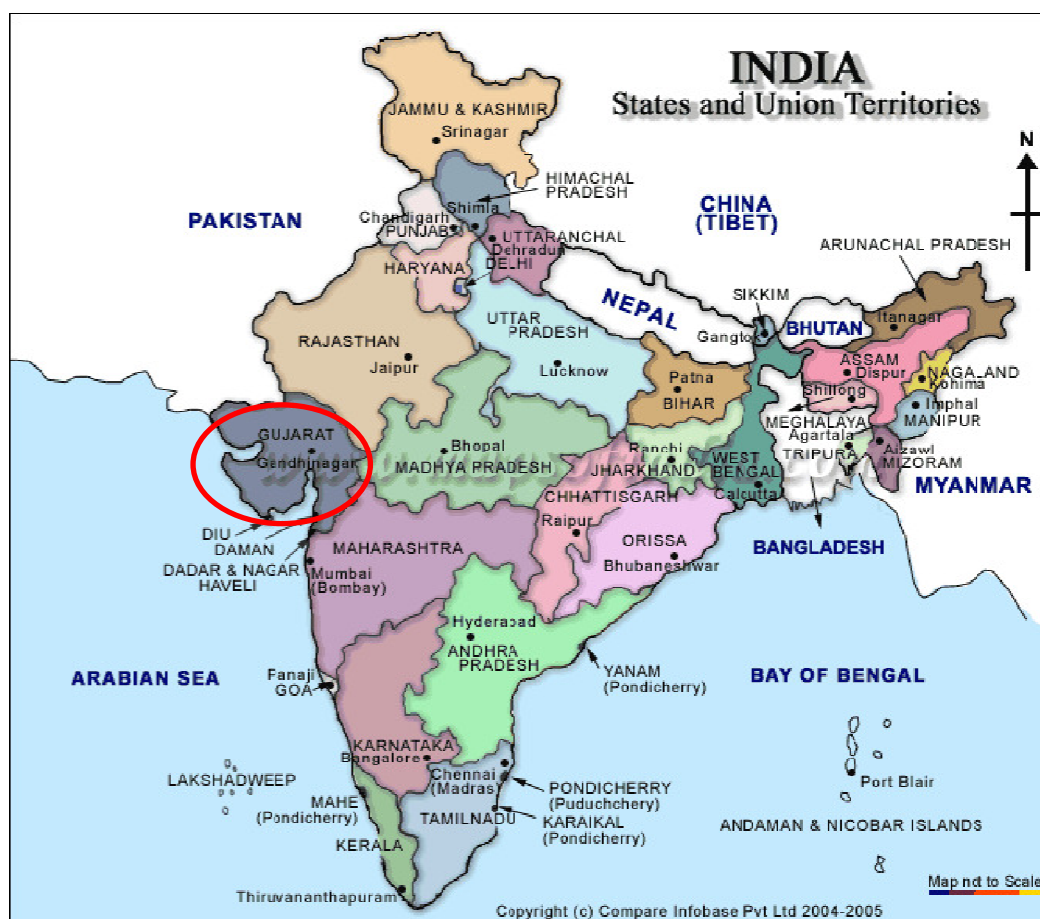 INDIA
States and Union Territories
N
JAMMU & KASHMIR
Srinagar
HIMACHAL
PRADESH
PAKISTAN
CHINA
(TIBET)
Shimla
Chandigarh
PUNJAB
UTTARANCHAL
Dehradun
DELHI
HARYANA
ARUNACHAL PRADESH
NEPAL
SIKKIM
Gangtok
BHUTAN
Itanagar
UTTAR
PRADESH
Lucknow
RAJASTHAN
Jaipur
ASSAM
Dispur
NAGALAND
Kohima
Shillong
MEGHALAYA
Imphal
MANIPUR
Patna
BIHAR
Agartala
TRIPURA
Aizawl
MIZORAM
GUJARAT
Gandhinagar
Bhopal
MADHYA PRADESH
Ranchi
JHARKHAND
WEST
BENGAL
Calcutta
MYANMAR
CHHATTISGARH
Raipur
ORISSA
Bhubaneshwar
BANGLADESH
DIU
DAMAN
DADAR & NAGAR
HAVELI
MAHARASHTRA
Mumbai
(Bombay)
Hyderabad
ANDHRA
PRADESH
YANAM
(Pondicherry)
ARABIAN SEA
Fanaji
GOA
BAY OF BENGAL
KARNATAKA
Bangalore
Chennai
(Madras)
LAKSHADWEEP
MAHE
(Pondicherry)
PONDICHERRY
(Puduchchery)
TAMILNADU
KARAIKAL
(Pondicherry)
KERALA
Port Blair
ANDAMAN & NICOBAR ISLANDS
Thiruvananthapuram
Map not to Scale
Copyright (c) Compare Infobase Pvt Ltd 2004-2005